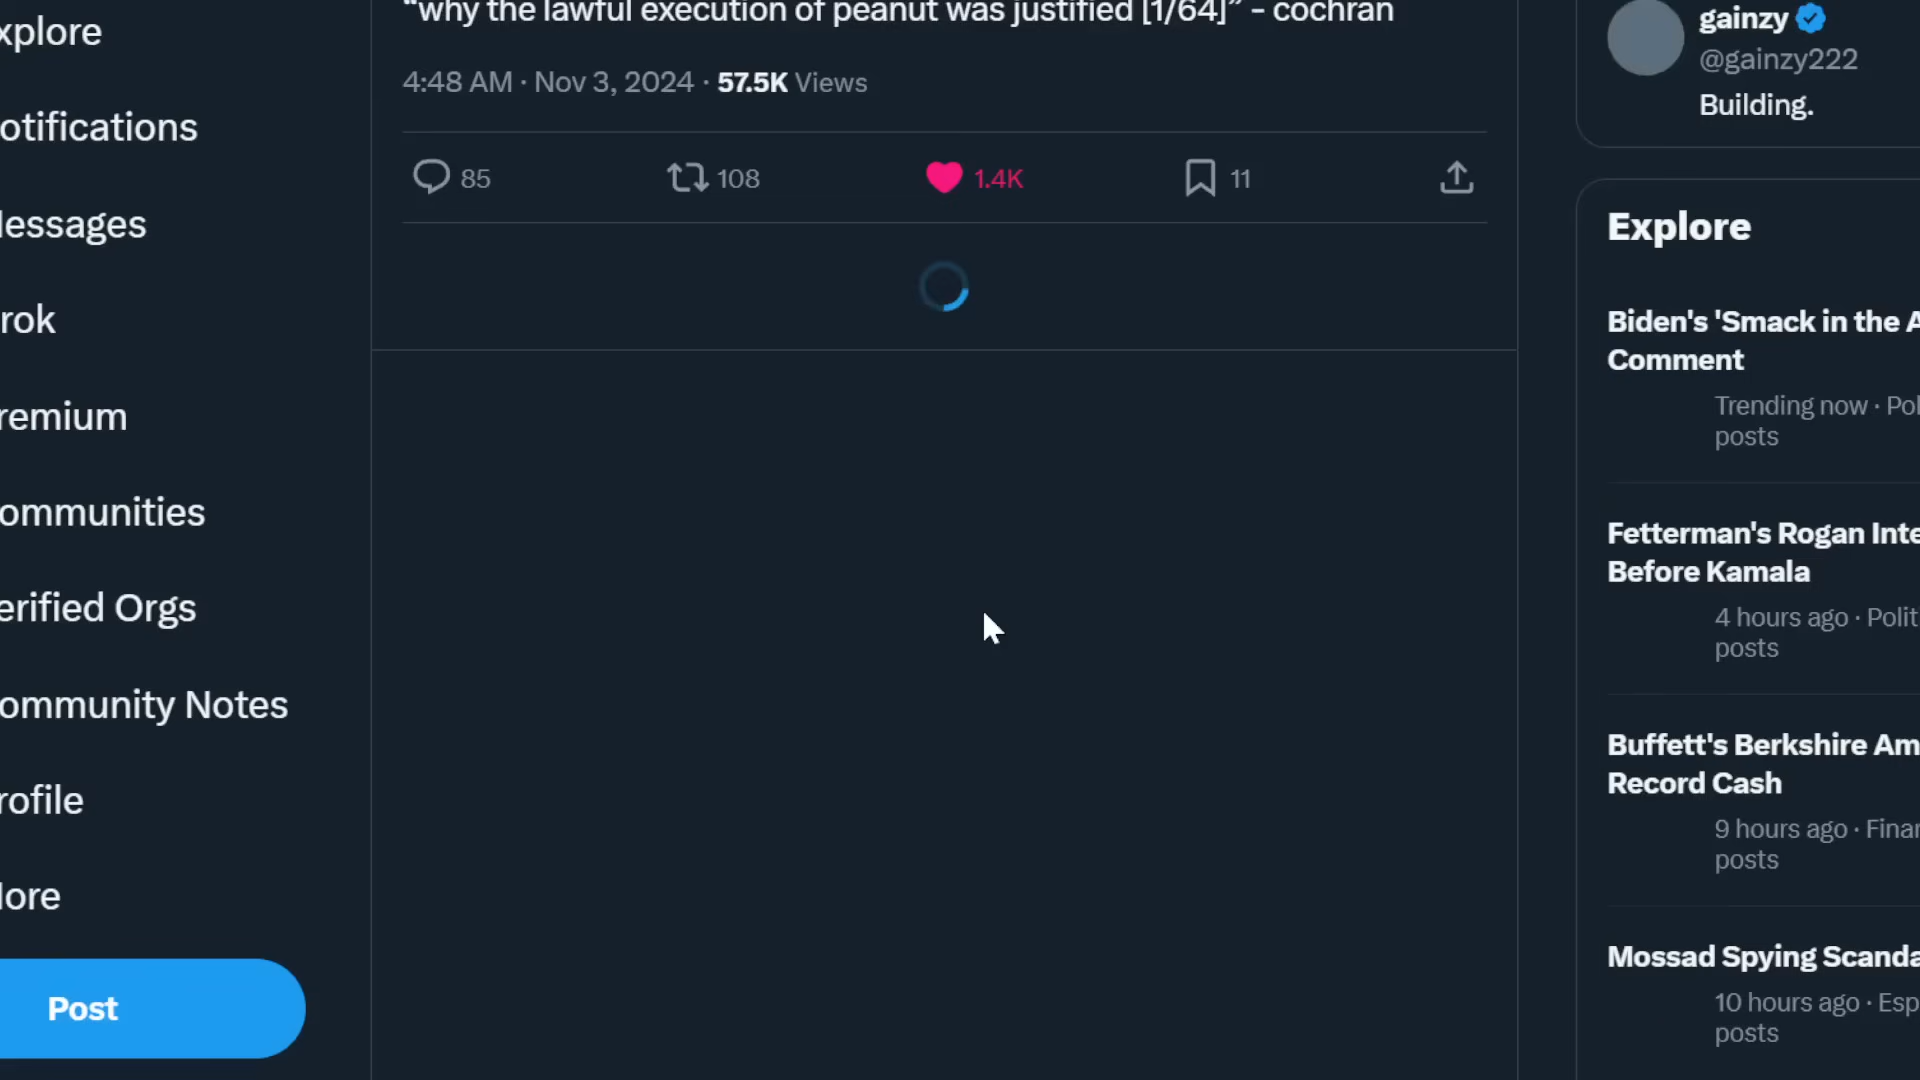 xplore
otifications
essages
rok
remium
ommunities
erified Orgs
ommunity Notes
rofile
ore
Post
“why the lawful execution of peanut was justified [1/64]” - cochran
4:48 AM · Nov 3, 2024 · 57.5K Views
85 108 1.4K 11
gainzy
@gainzy222
Building.
Explore
Biden's 'Smack in the A
Comment
Trending now · Pol
posts
Fetterman's Rogan Inte
Before Kamala
4 hours ago · Polit
posts
Buffett's Berkshire Am
Record Cash
9 hours ago · Finan
posts
Mossad Spying Scanda
10 hours ago · Esp
posts